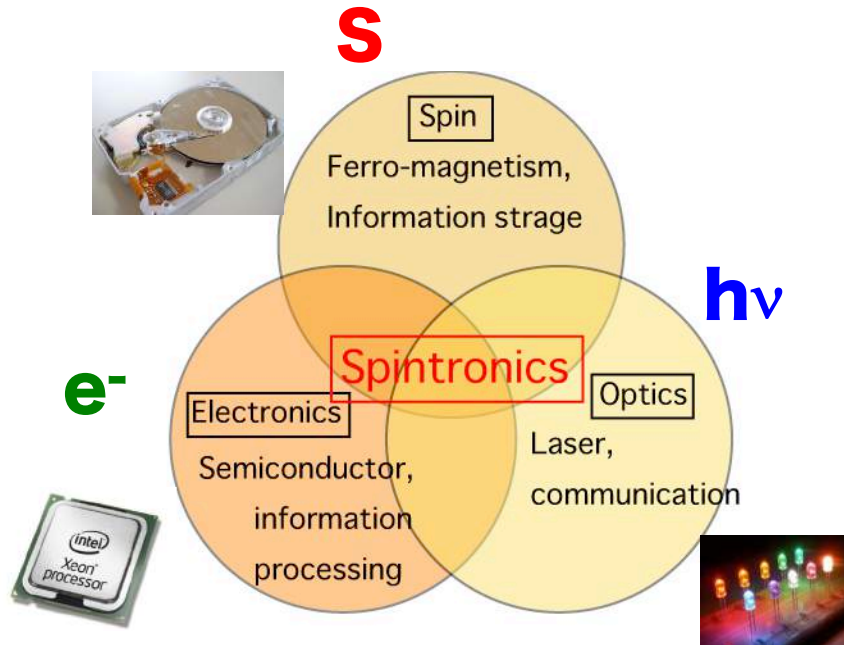 S
Spin
Ferro-magnetism,
Information strage
hν
Spintronics
e-
Electronics
Optics
Semiconductor,
information
processing
Laser,
communication
intel
Xeon®
processor